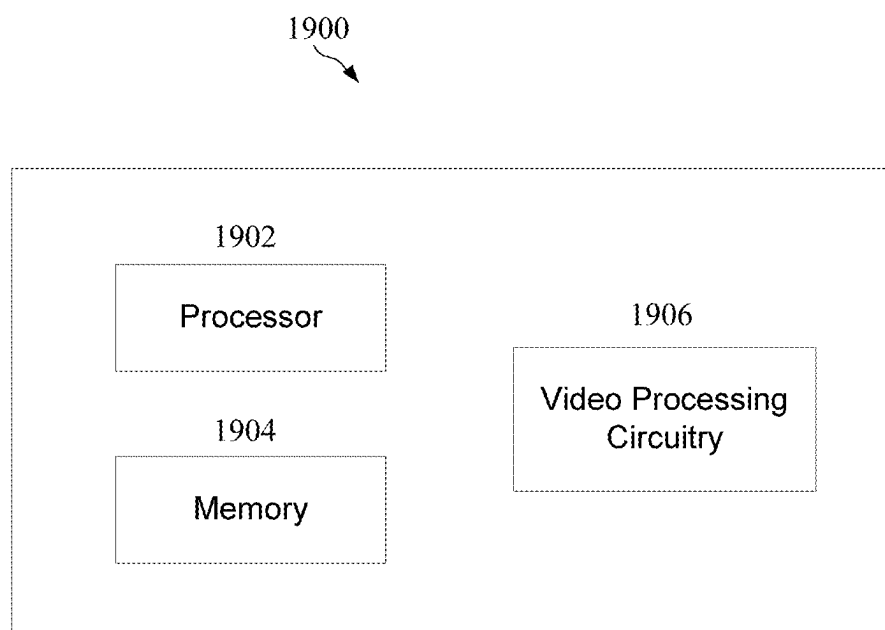 1900
1902
Processor
1906
Video Processing
Circuitry
1904
Memory